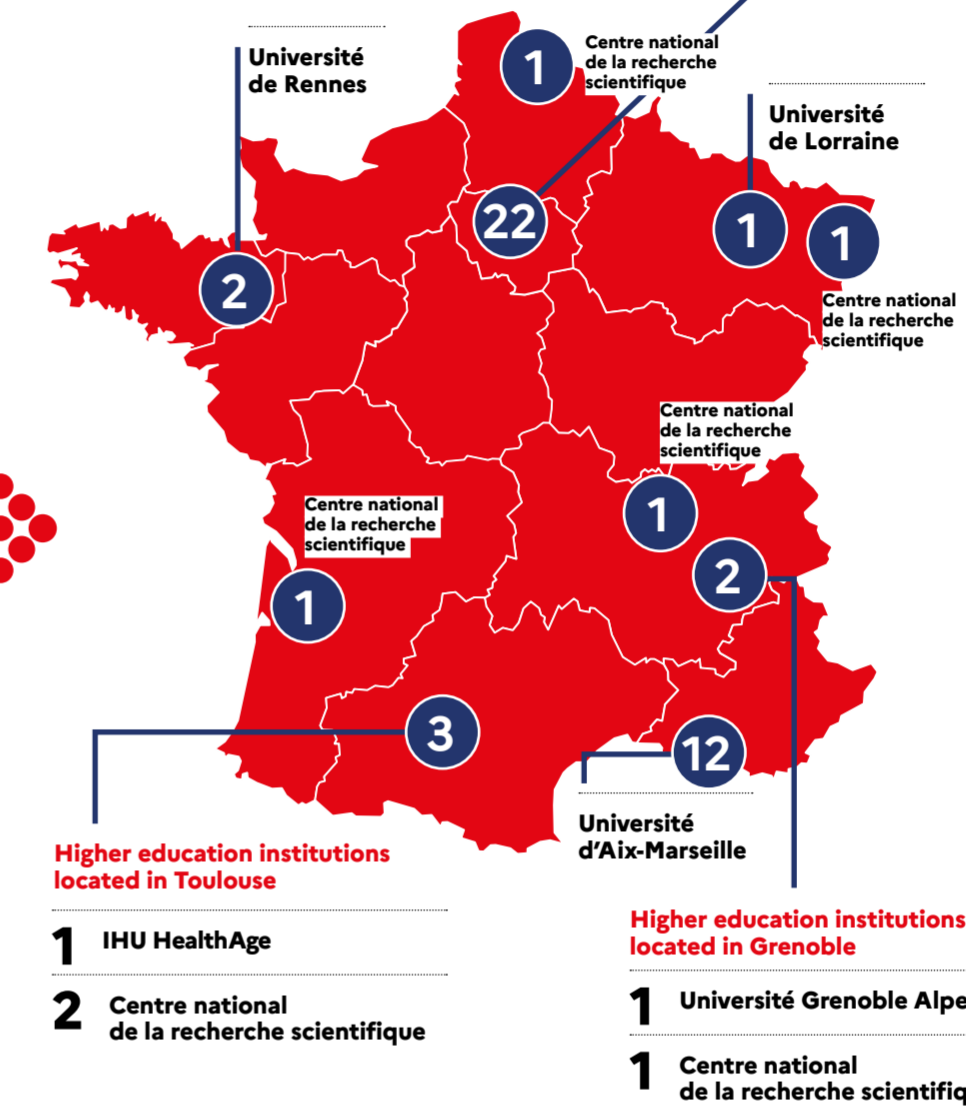 Université
de Rennes
1
Centre national
de la recherche
scientifique
Université
de Lorraine
22
1
1
2
Centre national
de la recherche
scientifique
Centre national
de la recherche
scientifique
Centre national
de la recherche
scientifique
1
2
1
3
12
Université
d'Aix-Marseille
Higher education institutions
located in Toulouse
1 IHU HealthAge
2 Centre national
de la recherche scientifique
Higher education institutions
located in Grenoble
1 Université Grenoble Alpe
1 Centre national
de la recherche scientifiq